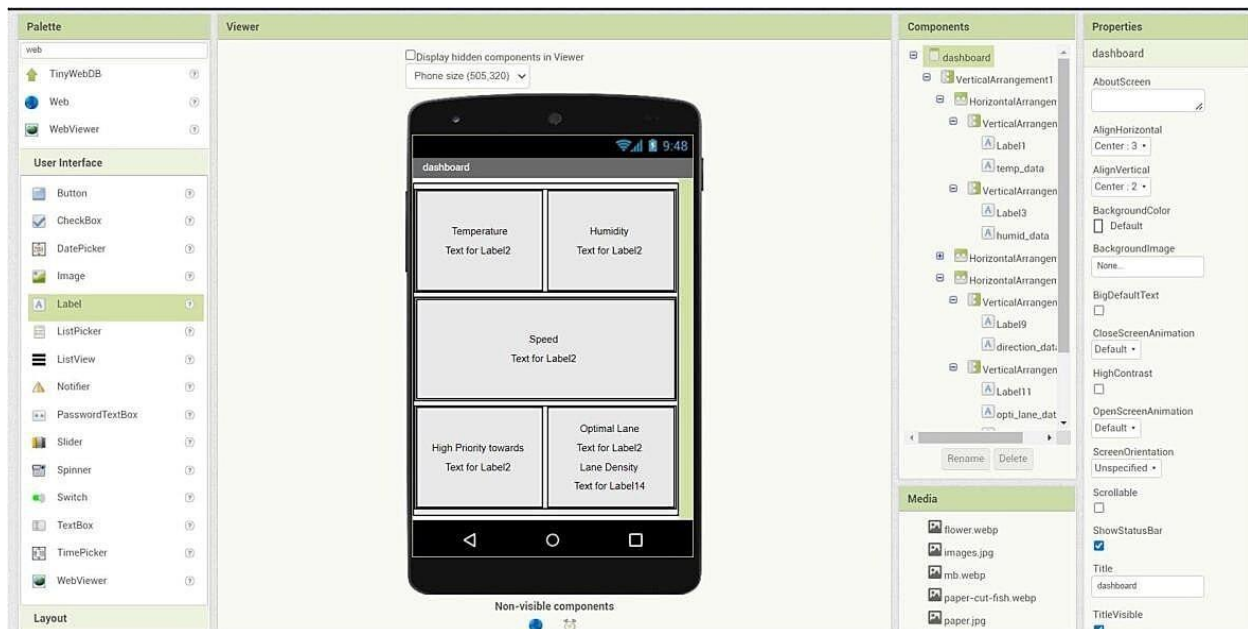 Palette
web
TinyWebDB
Web
WebViewer
User Interface
Button
CheckBox
DatePicker
Image
Label
ListPicker
ListView
Notifier
PasswordTextBox
Slider
Spinner
Switch
TextBox
TimePicker
WebViewer
Layout
Viewer
Display hidden components in Viewer
Phone size (505,320)
9:48
dashboard
Temperature
Text for Label2
Humidity
Text for Label2
Speed
Text for Label2
High Priority towards
Text for Label2
Optimal Lane
Text for Label2
Lane Density
Text for Label14
Non-visible components
Components
dashboard
VerticalArrangement1
HorizontalArrangen
VerticalArrangen
Label1
temp_data
VerticalArrangen
Label3
humid_data
HorizontalArrangen
HorizontalArrangen
VerticalArrangen
Label9
direction_data
VerticalArrangen
Label11
opti_lane_dat
Rename Delete
Media
flower.webp
images.jpg
mb.webp
paper-cut-fish.webp
paper.jpg
Properties
dashboard
AboutScreen
AlignHorizontal
Center : 3
AlignVertical
Center : 2
BackgroundColor
Default
BackgroundImage
None...
BigDefaultText
CloseScreenAnimation
Default
HighContrast
OpenScreenAnimation
Default
ScreenOrientation
Unspecified
Scrollable
ShowStatusBar
Title
dashboard
TitleVisible